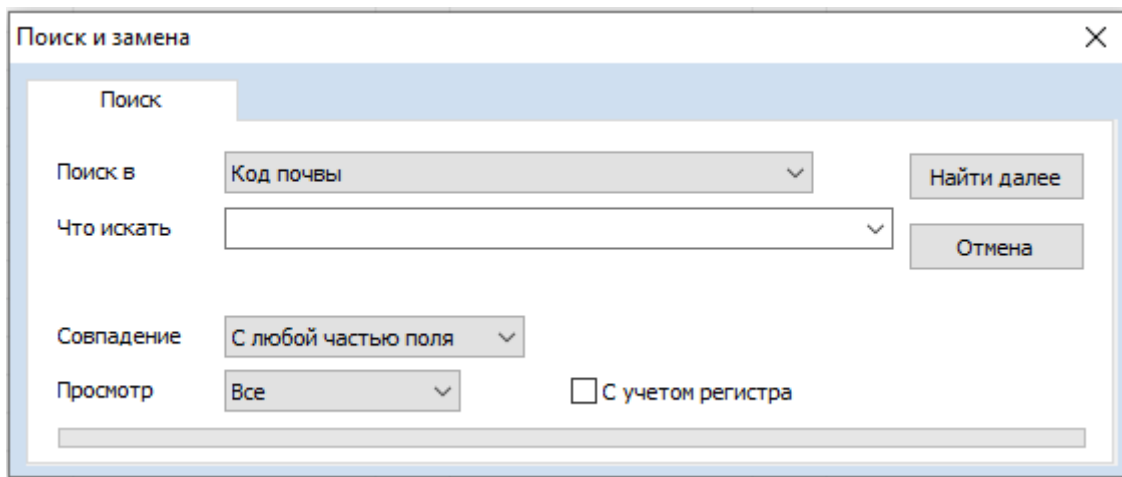 Поиск и замена
Поиск
Поиск в
Код почвы
Найти далее
Что искать
Отмена
Совпадение
С любой частью поля
Просмотр
Все
С учетом регистра